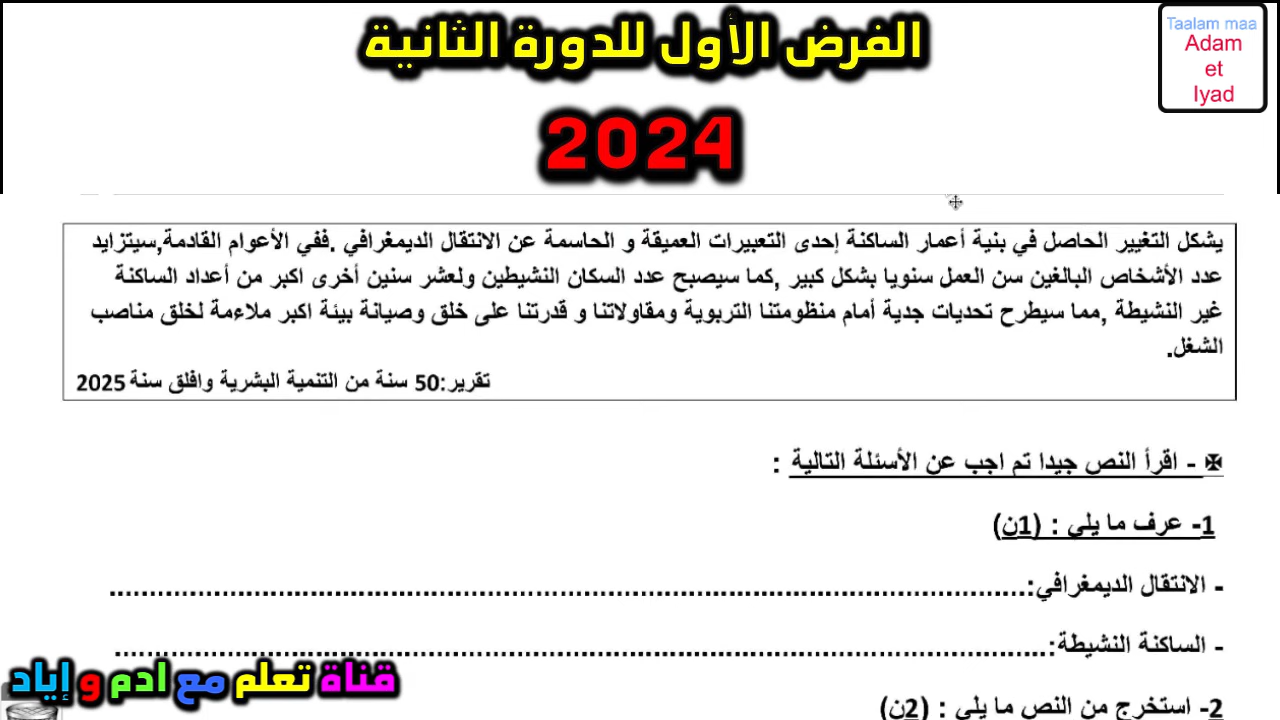 الفرض الأول للدورة الثانية
2024
Taalam maa
Adam
et
Iyad
يشكل التغيير الحاصل في بنية أعمار الساكنة إحدى التعبيرات العميقة و الحاسمة عن الانتقال الديمغرافي .ففي الأعوام القادمة,سيتزايد
عدد الأشخاص البالغين سن العمل سنويا بشكل كبير ,كما سيصبح عدد السكان النشيطين ولعشر سنين أخرى اكبر من أعداد الساكنة
غير النشيطة ,مما سيطرح تحديات جدية أمام منظومتنا التربوية ومقاولاتنا و قدرتنا على خلق وصيانة بيئة اكبر ملاءمة لخلق مناصب
الشغل.
تقرير:50 سنة من التنمية البشرية وافلق سنة 2025
✠ - اقرأ النص جيدا تم اجب عن الأسئلة التالية :
1- عرف ما يلي : (1ن)
- الانتقال الديمغرافي:..........................................................................................
- الساكنة النشيطة:..........................................................................................
2- استخرج من النص ما يلي : (2ن)
قناة تعلم مع ادم و إياد